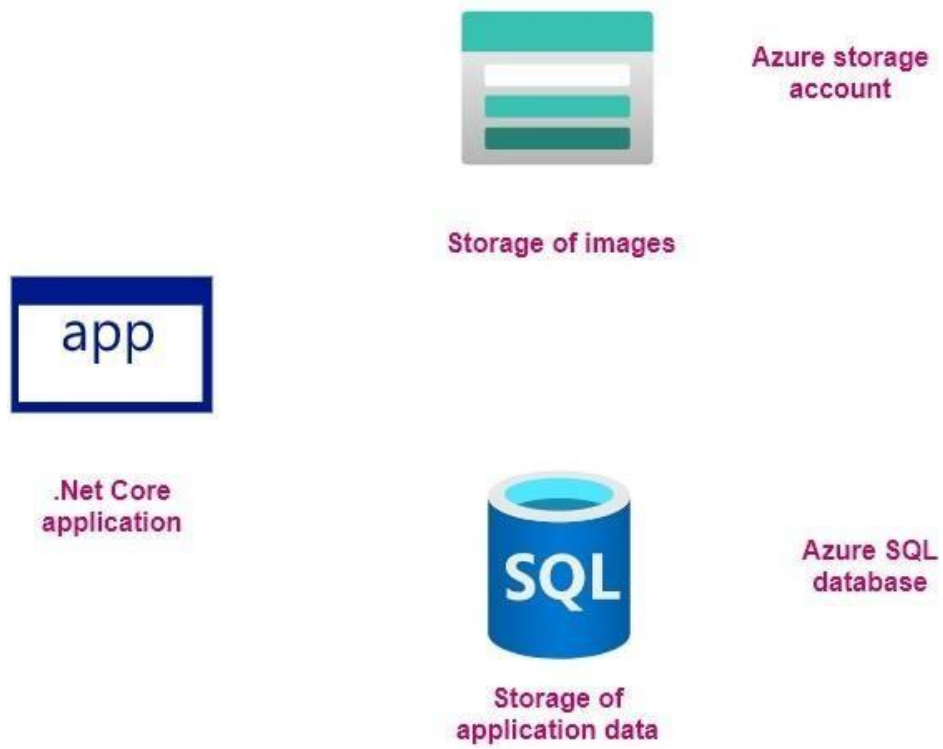 Azure storage
account
Storage of images
app
.Net Core
application
SQL
Azure SQL
database
Storage of
application data